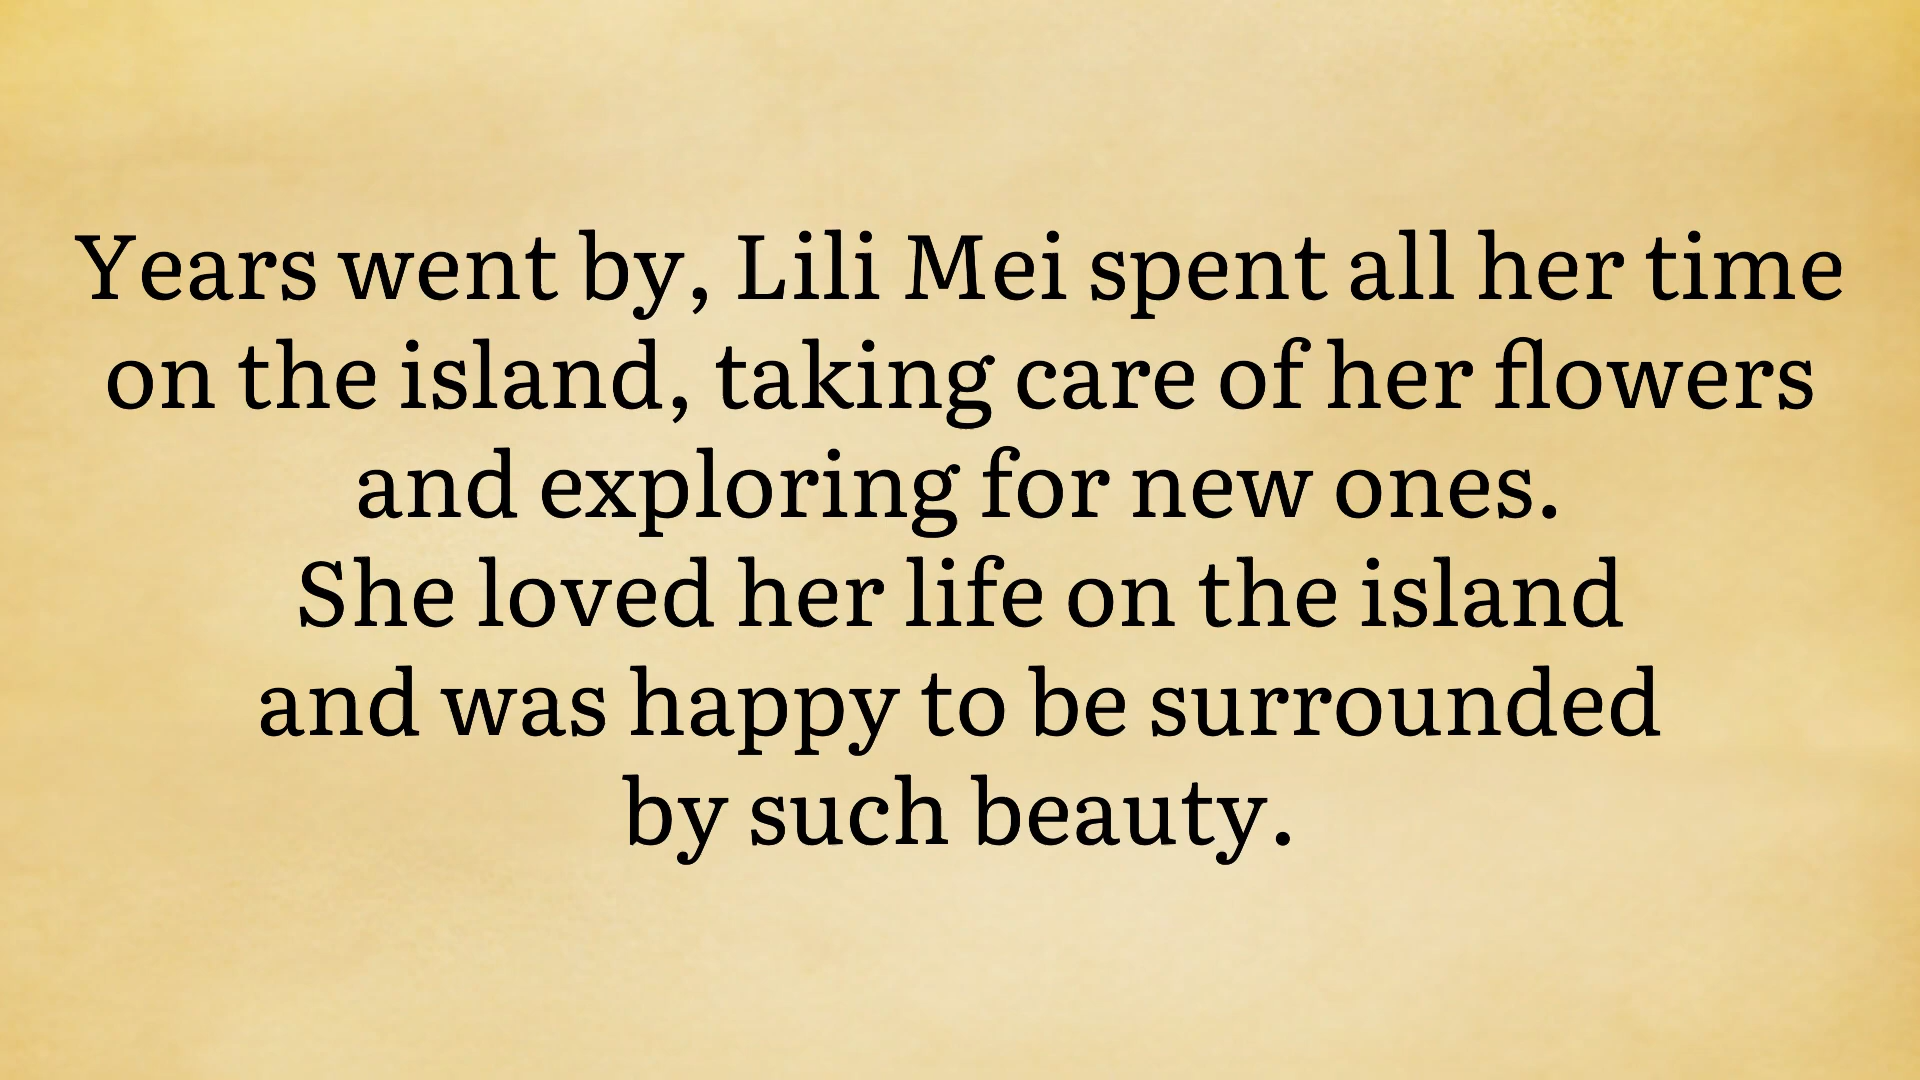 Years went by, Lili Mei spent all her time
on the island, taking care of her flowers
and exploring for new ones.
She loved her life on the island
and was happy to be surrounded
by such beauty.